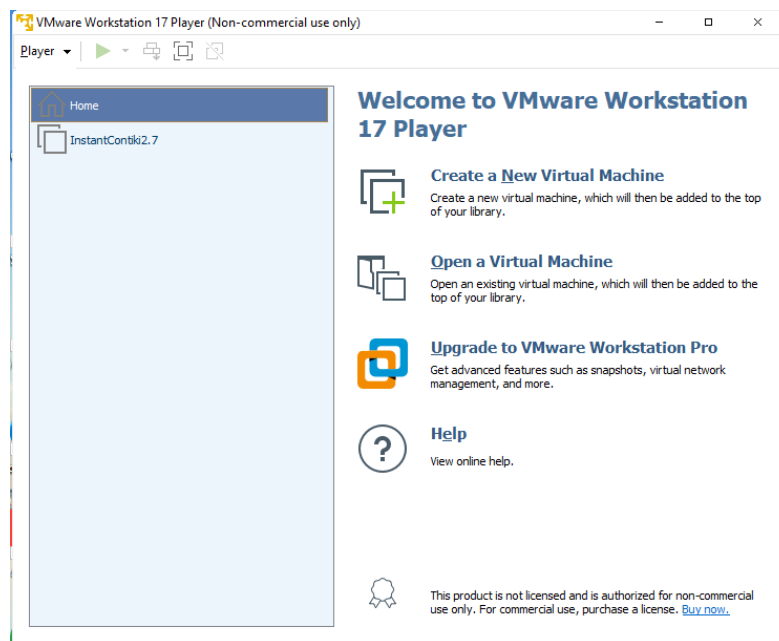 VMware Workstation 17 Player (Non-commercial use only)
Player
Home
InstantContiki2.7
Welcome to VMware Workstation
17 Player
Create a New Virtual Machine
Create a new virtual machine, which will then be added to the top
of your library.
Open a Virtual Machine
Open an existing virtual machine, which will then be added to the
top of your library.
Upgrade to VMware Workstation Pro
Get advanced features such as snapshots, virtual network
management, and more.
Help
?
View online help.
This product is not licensed and is authorized for non-commercial
use only. For commercial use, purchase a license. Buy now.